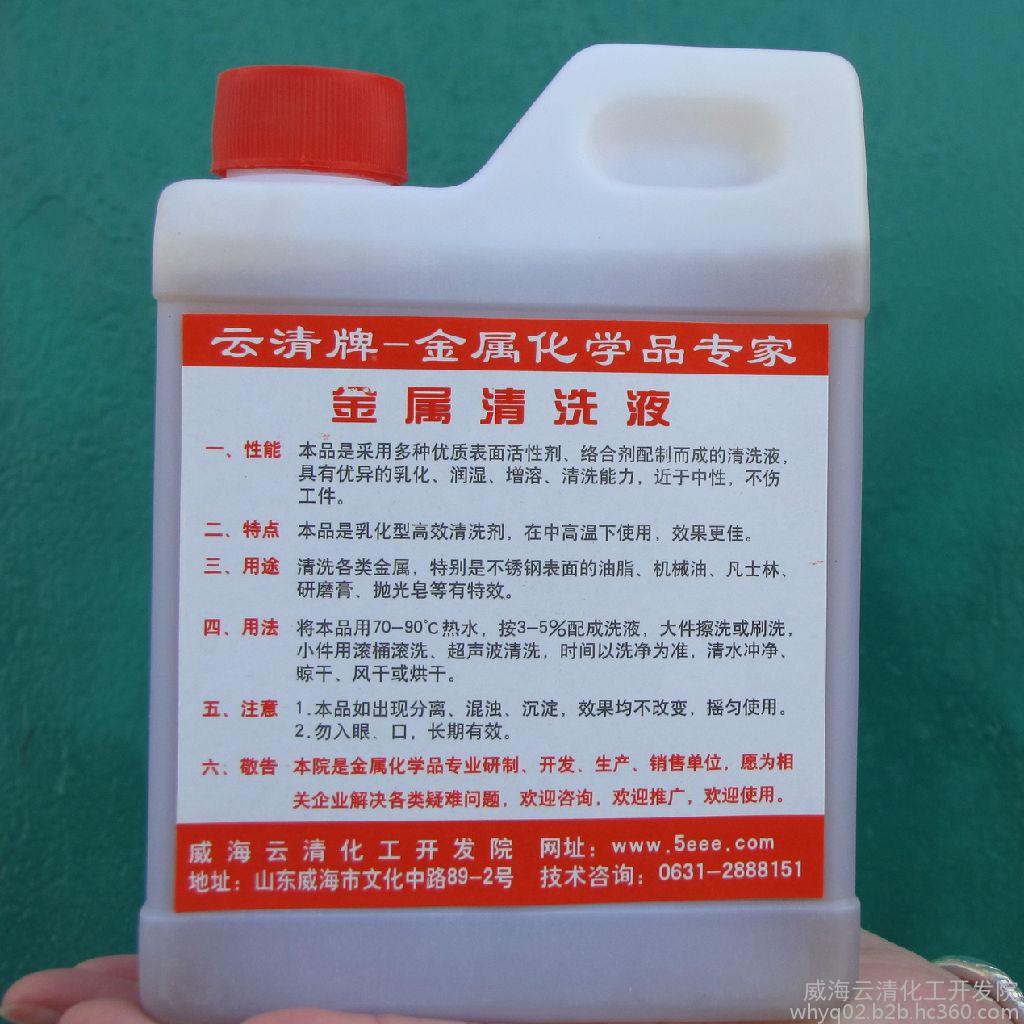 云清牌-金属化学品专家
金属清洗液
一、性能 本品是采用多种优质表面活性剂、络合剂配制而成的清洗液,
具有优异的乳化、润湿、增溶、清洗能力,近于中性,不伤
工件。
二、特点 本品是乳化型高效清洗剂,在中高温下使用,效果更佳。
三、用途 清洗各类金属,特别是不锈钢表面的油脂、机械油、凡士林、
研磨膏、抛光皂等有特效。
四、用法 将本品用70-90℃热水,按3-5%配成洗液,大件擦洗或刷洗,
小件用滚桶滚洗、超声波清洗,时间以洗净为准,清水冲净、
晾干、风干或烘干。
五、注意 1.本品如出现分离、混浊、沉淀,效果均不改变,摇匀使用。
2.勿入眼、口,长期有效。
六、敬告 本院是金属化学品专业研制、开发、生产、销售单位,愿为相
关企业解决各类疑难问题,欢迎咨询,欢迎推广,欢迎使用。
威海云清化工开发院 网址:www.5eee.com
地址:山东威海市文化中路89-2号 技术咨询:0631-2888151
威海云清化工开发院
whyq02.b2b.hc360.com